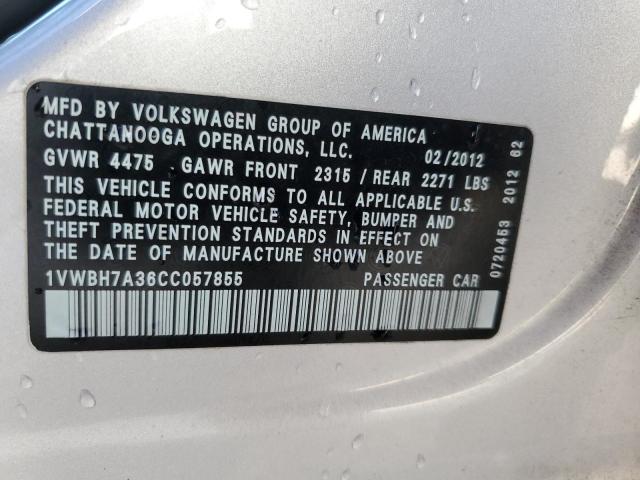 MFD BY VOLKSWAGEN GROUP OF AMERICA
CHATTANOOGA OPERATIONS, LLC. 02/2012
GVWR 4475 GAWR FRONT 2315 / REAR 2271 LBS
THIS VEHICLE CONFORMS TO ALL APPLICABLE U.S.
FEDERAL MOTOR VEHICLE SAFETY, BUMPER AND
THEFT PREVENTION STANDARDS IN EFFECT ON
THE DATE OF MANUFACTURE SHOWN ABOVE
1VWBH7A36CC057855 PASSENGER CAR
0720453 2012 62